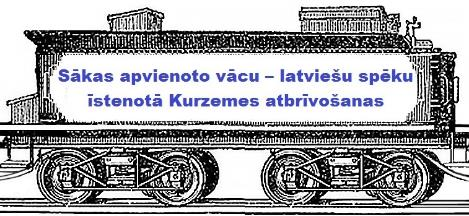 Sākas apvienoto vācu – latviešu spēku
īstenotā Kurzemes atbrīvošanas